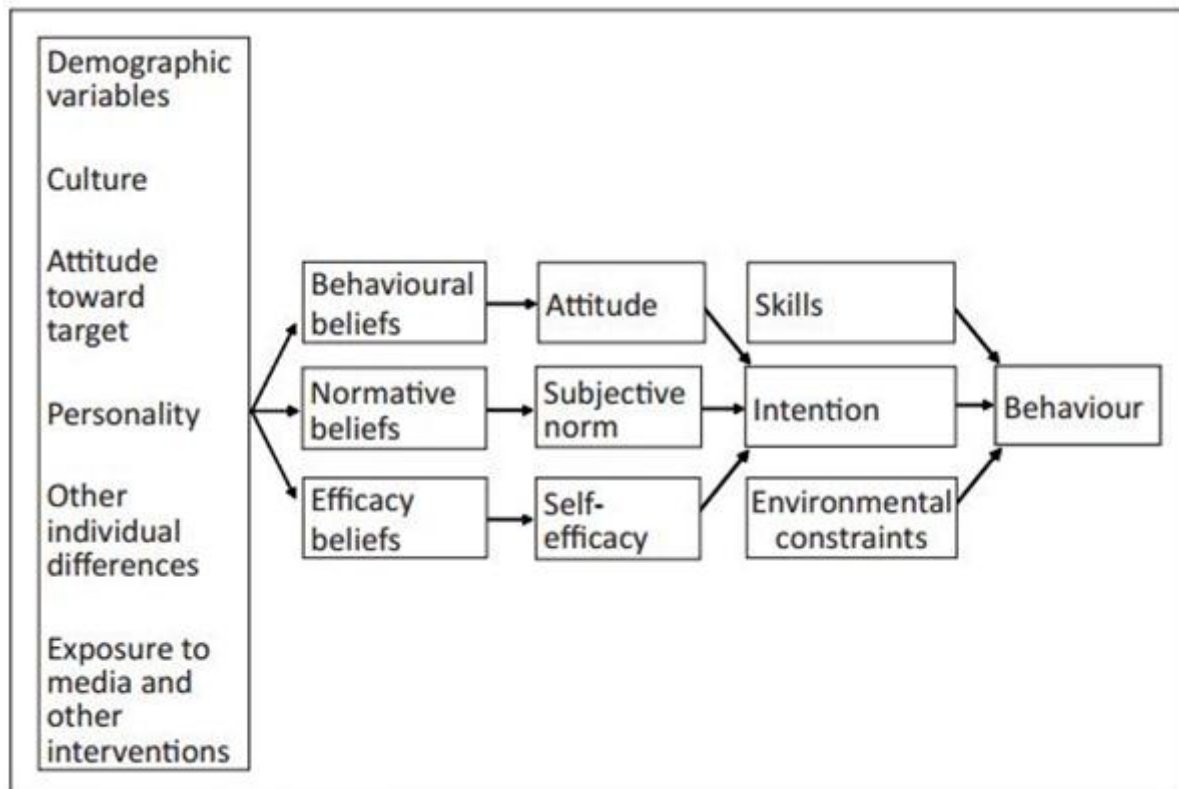 Demographic
variables
Culture
Attitude
toward
target
Personality
Other
individual
differences
Exposure to
media and
other
interventions
Behavioural
beliefs
Normative
beliefs
Efficacy
beliefs
Attitude
Subjective
norm
Self-
efficacy
Skills
Intention
Environmental
constraints
Behaviour